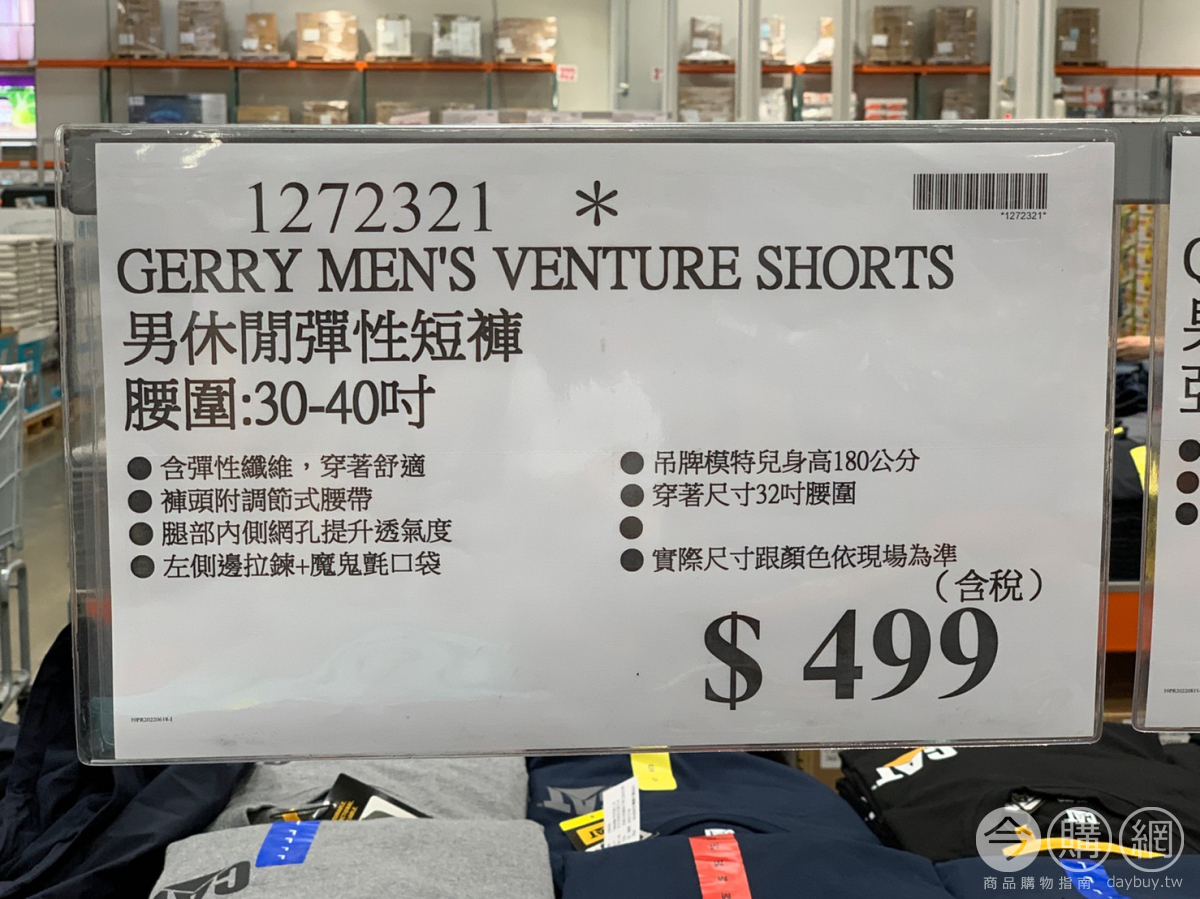 1272321 *
*1272321*
GERRY MEN'S VENTURE SHORTS
男休閒彈性短褲
腰圍:30-40吋
● 含彈性纖維，穿著舒適
● 褲頭附調節式腰帶
● 腿部內側網孔提升透氣度
● 左側邊拉鍊+魔鬼氈口袋
● 吊牌模特兒身高180公分
● 穿著尺寸32吋腰圍
●
● 實際尺寸跟顏色依現場為準
（含稅）
$ 499
CAT
CAT
今購網
商品購物指南 daybuy.tw